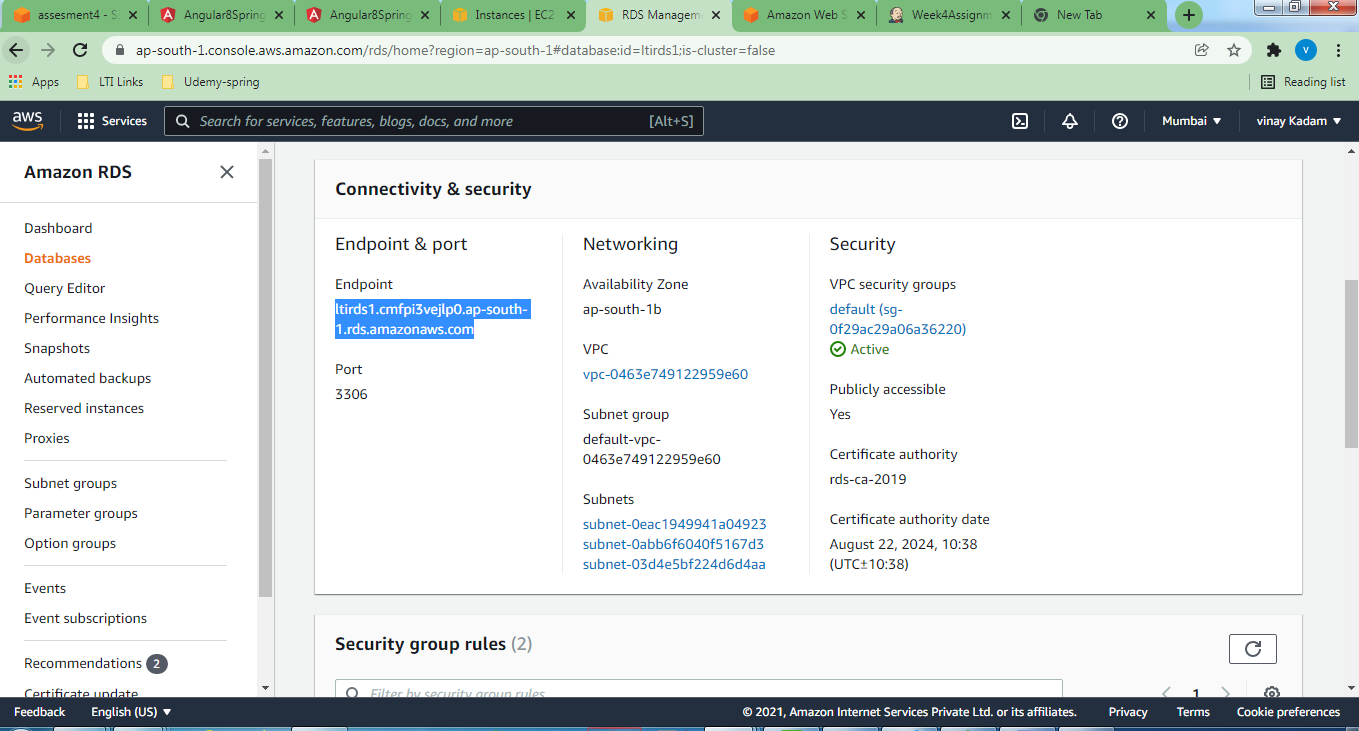 assesment4 - S
Angular8Spring
Angular8Spring
Instances | EC2
RDS Managem
Amazon Web S
Week4Assignm
New Tab
ap-south-1.console.aws.amazon.com/rds/home?region=ap-south-1#database:id=ltirds1;is-cluster=false
V
Apps
LTI Links
Udemy-spring
Reading list
aws
Services
Search for services, features, blogs, docs, and more
[Alt+S]
Mumbai
vinay Kadam
Amazon RDS
Dashboard
Databases
Query Editor
Performance Insights
Snapshots
Automated backups
Reserved instances
Proxies
Subnet groups
Parameter groups
Option groups
Events
Event subscriptions
Recommendations 2
Certificate update
Connectivity & security
Endpoint & port
Endpoint
ltirds1.cmfpi3vejlp0.ap-south-
1.rds.amazonaws.com
Port
3306
Networking
Availability Zone
ap-south-1b
VPC
vpc-0463e749122959e60
Subnet group
default-vpc-
0463e749122959e60
Subnets
subnet-0eac1949941a04923
subnet-0abb6f6040f5167d3
subnet-03d4e5bf224d6d4aa
Security
VPC security groups
default (sg-
0f29ac29a06a36220)
Active
Publicly accessible
Yes
Certificate authority
rds-ca-2019
Certificate authority date
August 22, 2024, 10:38
(UTC±10:38)
Security group rules (2)
Filter by security group rules
1
Feedback
English (US)
© 2021, Amazon Internet Services Private Ltd. or its affiliates.
Privacy
Terms
Cookie preferences